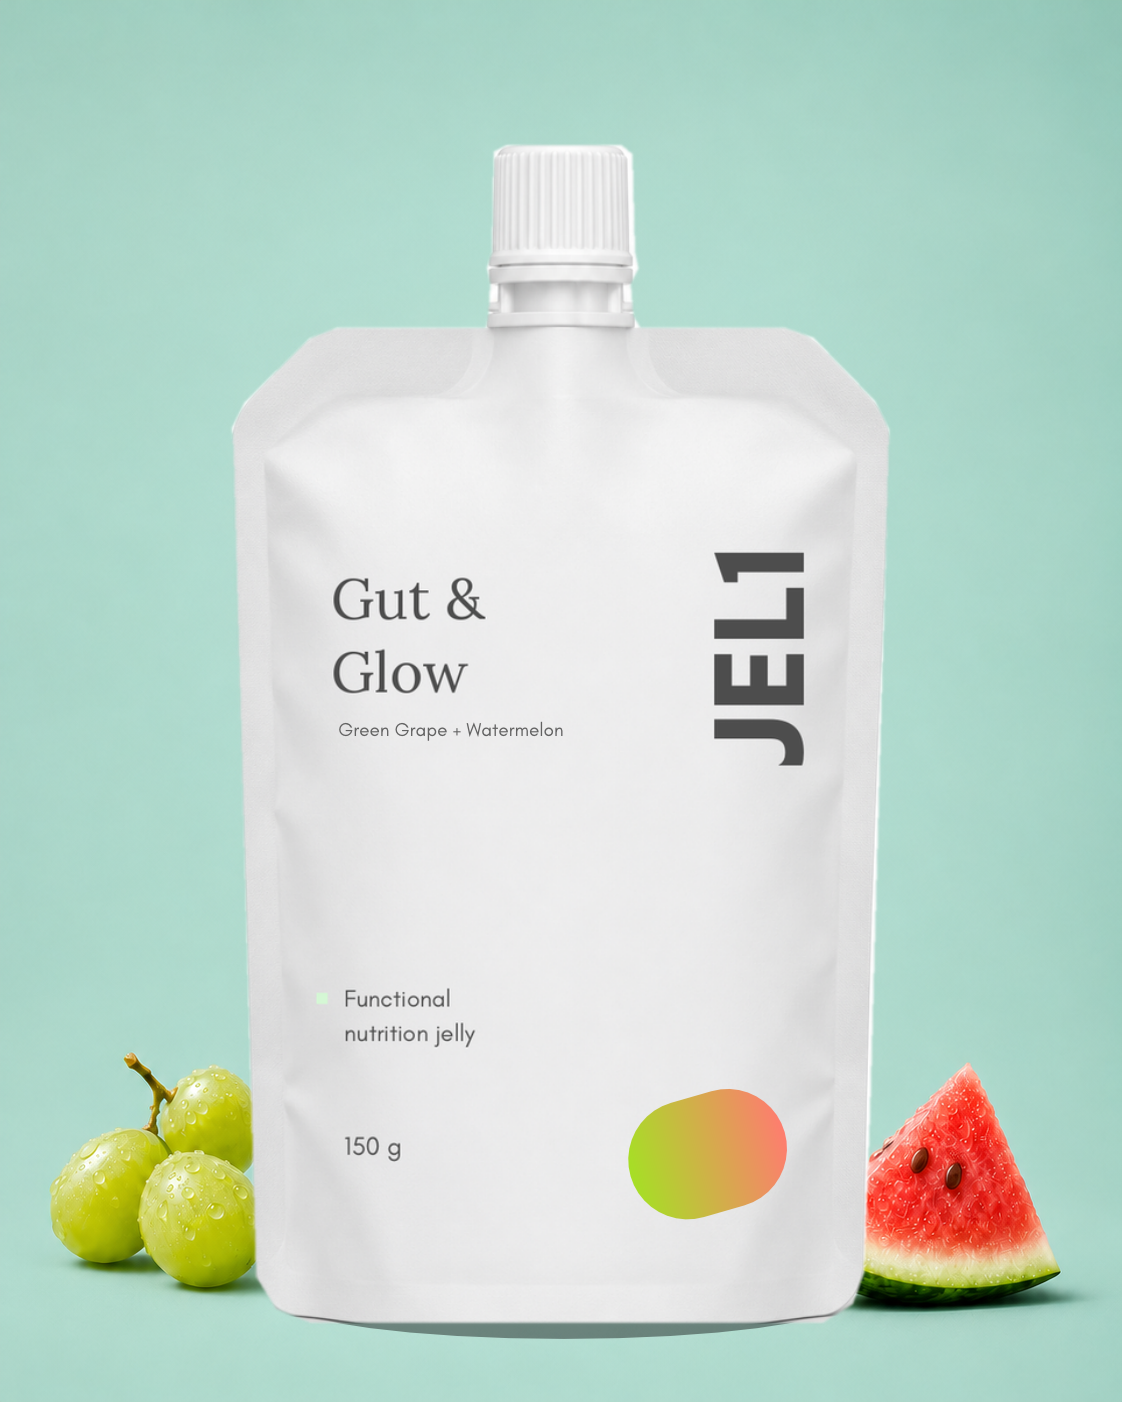 Gut &
Glow
Green Grape + Watermelon
JEL1
Functional
nutrition jelly
150 g